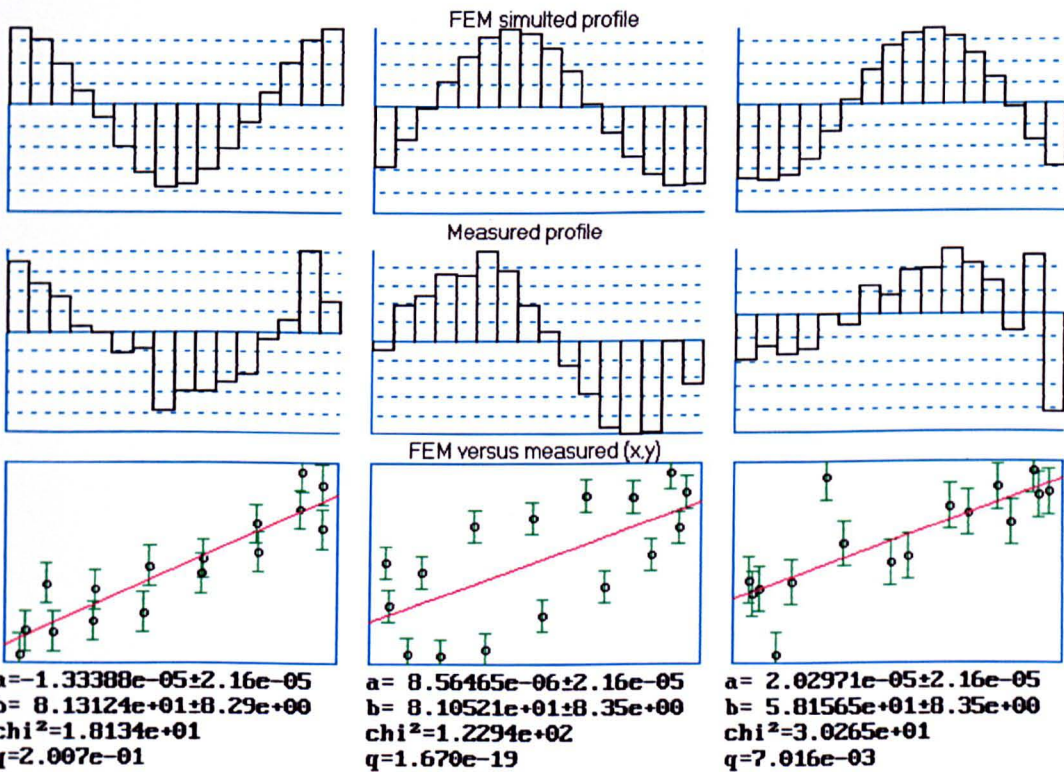 FEM simulted profile
Measured profile
FEM versus measured (x,y)
a=-1.33388e-05±2.16e-05
b= 8.13124e+01±8.29e+00
chi²=1.8134e+01
q=2.007e-01
a= 8.56465e-06±2.16e-05
b= 8.10521e+01±8.35e+00
chi²=1.2294e+02
q=1.670e-19
a= 2.02971e-05±2.16e-05
b= 5.81565e+01±8.35e+00
chi²=3.0265e+01
q=7.016e-03